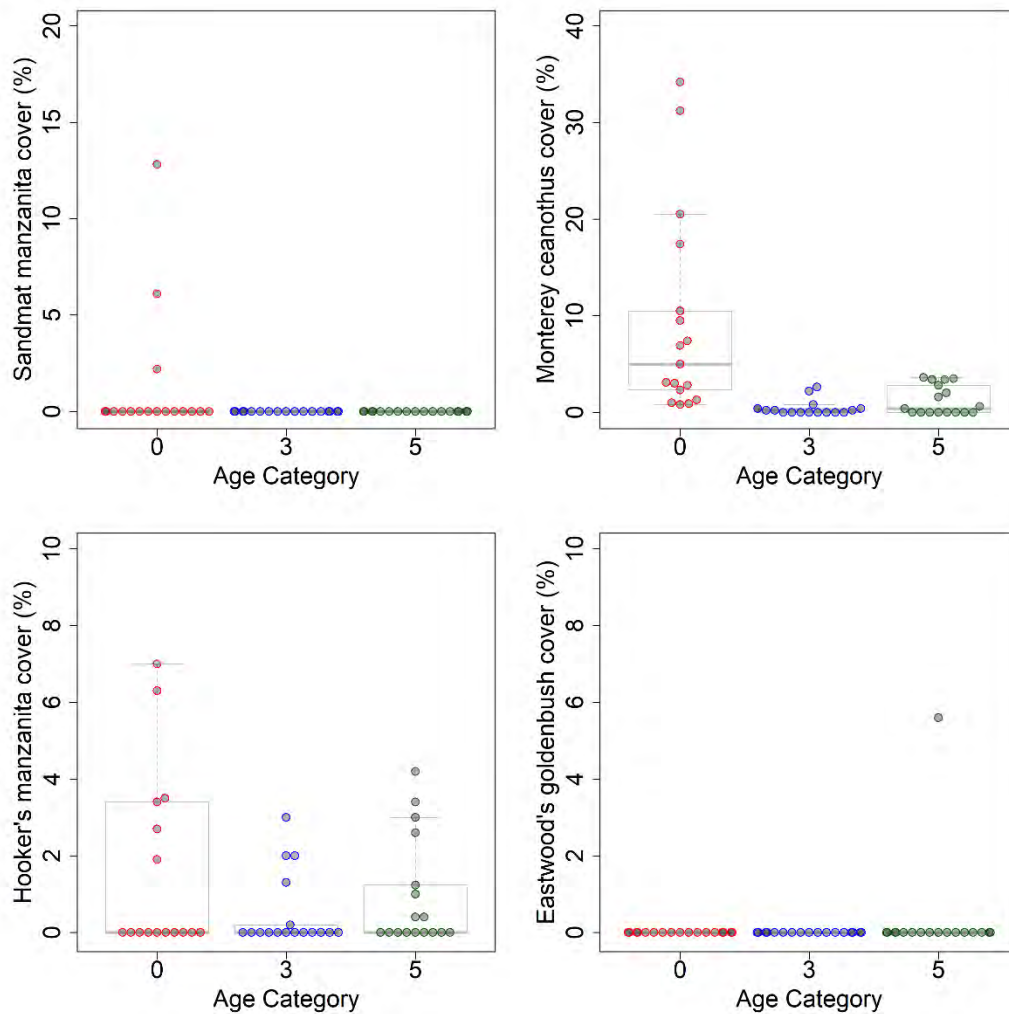 Sandmat manzanita cover (%)
20
15
10
5
0
0 3 5
Age Category
Monterey ceanothus cover (%)
40
30
20
10
0
0 3 5
Age Category
Hooker's manzanita cover (%)
10
8
6
4
2
0
0 3 5
Age Category
Eastwood's goldenbush cover (%)
10
8
6
4
2
0
0 3 5
Age Category